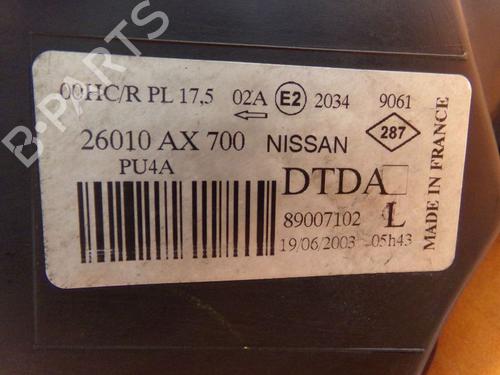 B-PARTS
00HC/R PL 17,5 02A E2 2034 9061
26010 AX 700 NISSAN 287
PU4A
DTDA
89007102 L
19/06/2003 05h43
MADE IN FRANCE